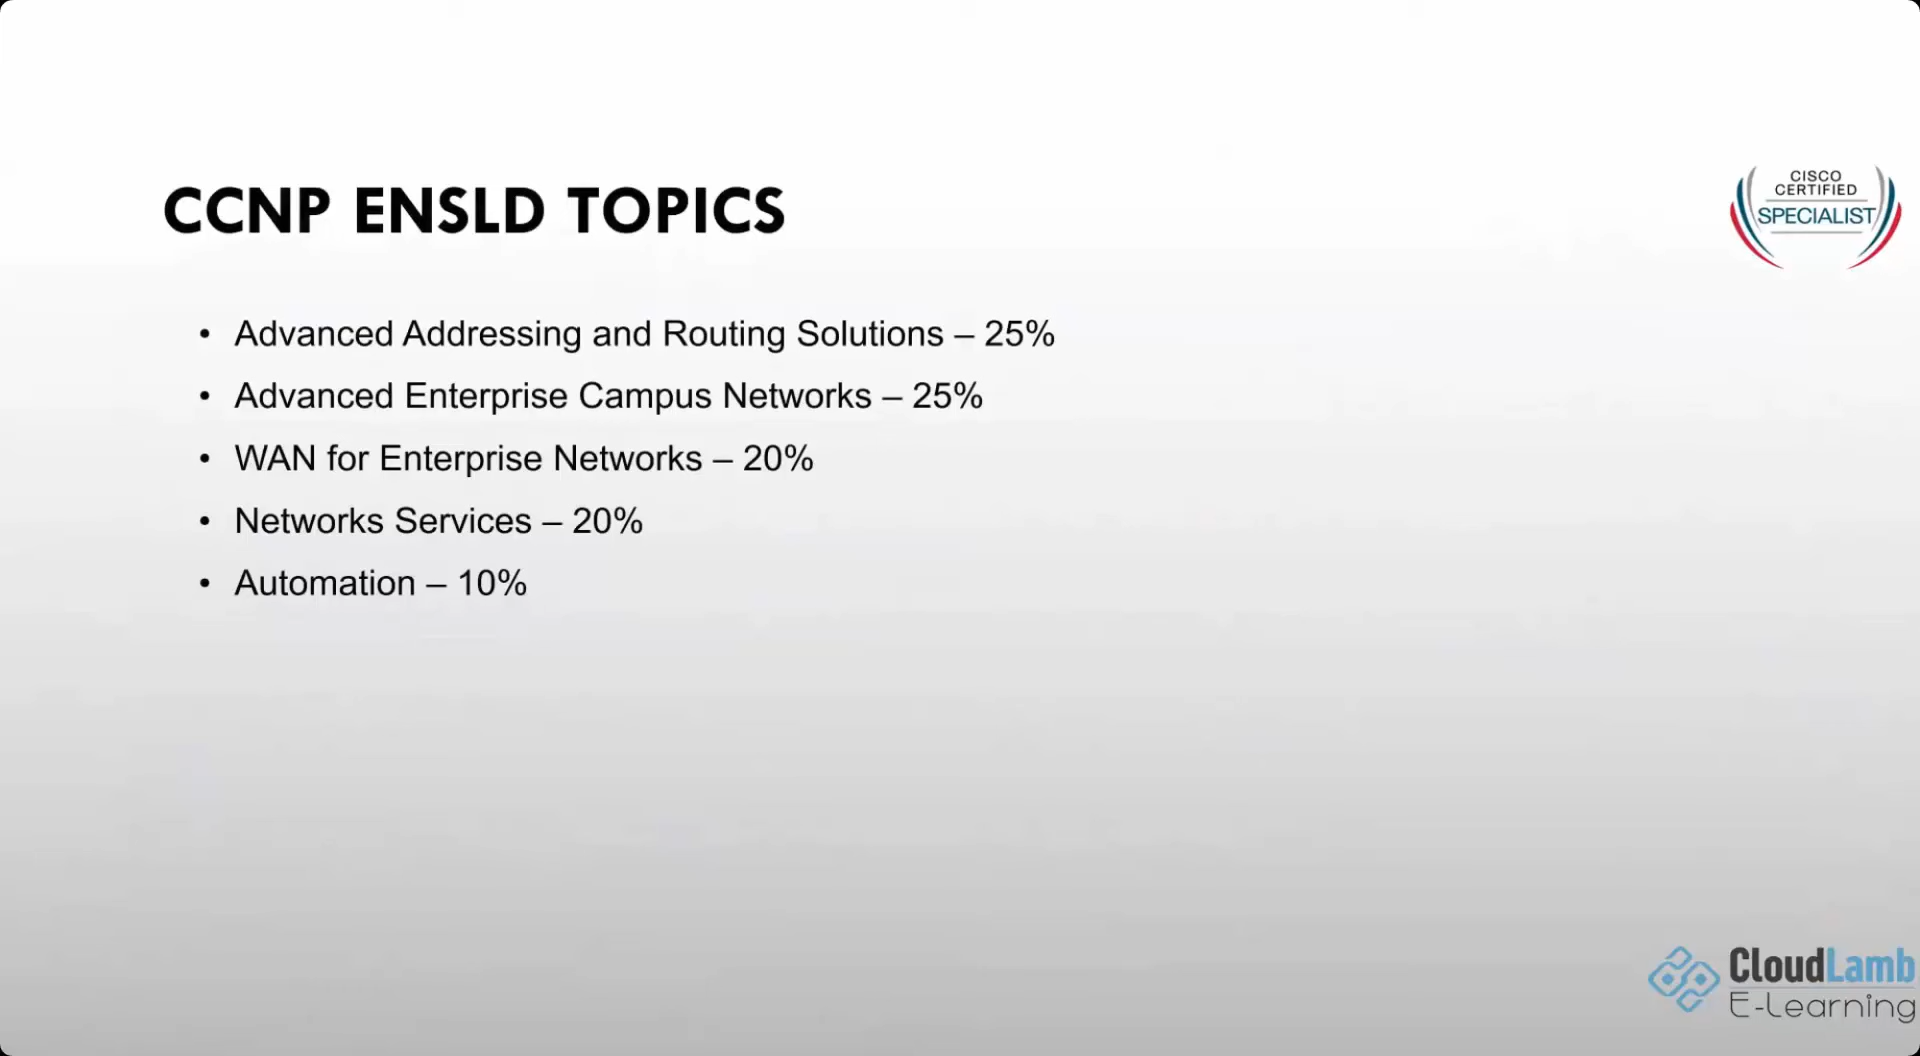 CCNP ENSLD TOPICS
CISCO
CERTIFIED
SPECIALIST
• Advanced Addressing and Routing Solutions – 25%
• Advanced Enterprise Campus Networks – 25%
• WAN for Enterprise Networks – 20%
• Networks Services – 20%
• Automation – 10%
CloudLamb
E-Learning